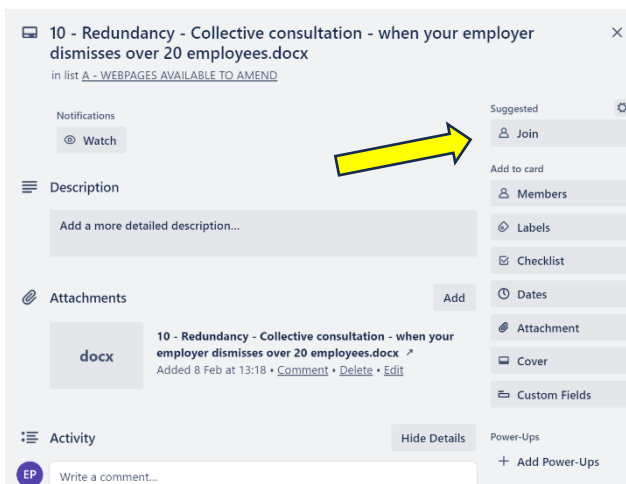 10 - Redundancy - Collective consultation - when your employer
dismisses over 20 employees.docx
in list A - WEBPAGES AVAILABLE TO AMEND
Notifications
Watch
Description
Add a more detailed description...
Attachments
Add
docx
10 - Redundancy - Collective consultation - when your
employer dismisses over 20 employees.docx ↗
Added 8 Feb at 13:18 • Comment • Delete • Edit
Activity
Hide Details
EP
Write a comment...
Suggested
Join
Add to card
Members
Labels
Checklist
Dates
Attachment
Cover
Custom Fields
Power-Ups
+ Add Power-Ups